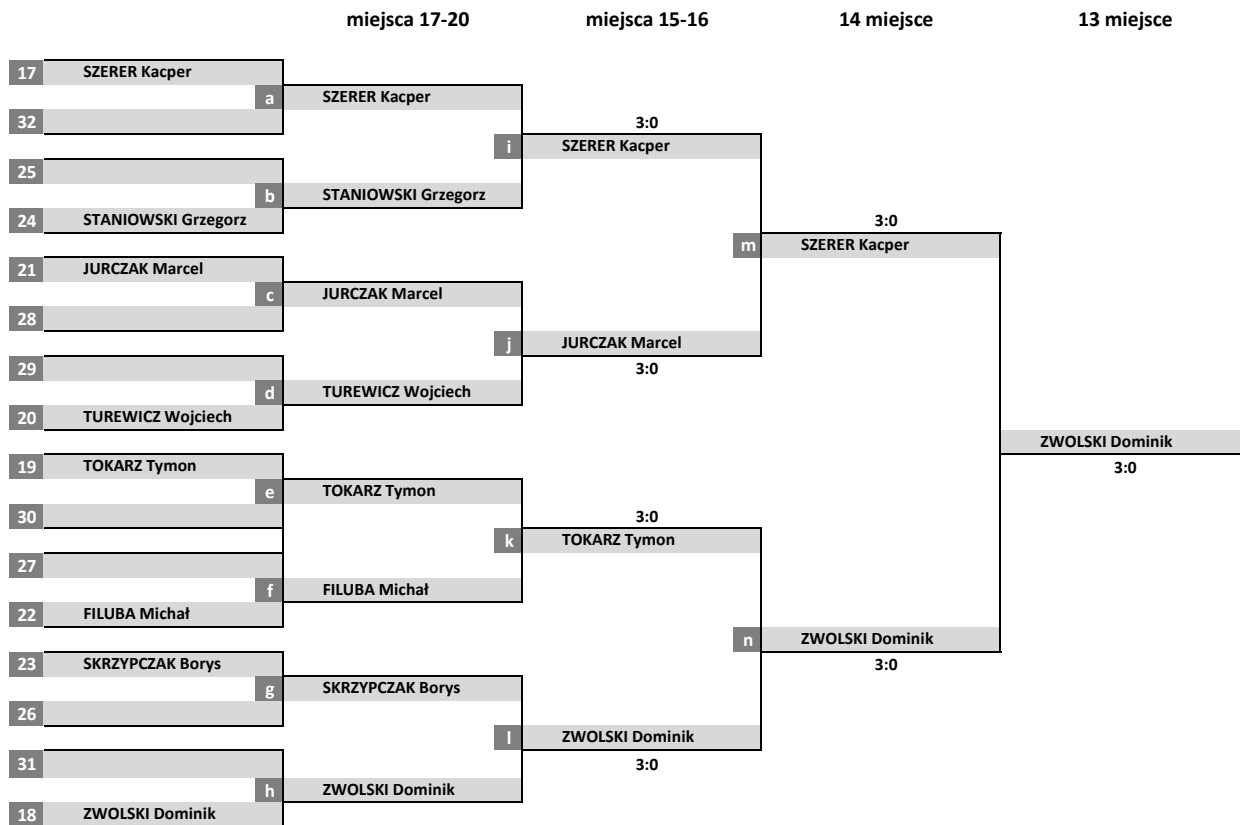 miejsca 17-20 miejsca 15-16 14 miejsce 13 miejsce
17 SZERER Kacper
a SZERER Kacper
32 3:0
i SZERER Kacper
25
b STANIOWSKI Grzegorz
24 STANIOWSKI Grzegorz 3:0
m SZERER Kacper
21 JURCZAK Marcel
c JURCZAK Marcel
28
j JURCZAK Marcel
29 3:0
d TUREWICZ Wojciech
20 TUREWICZ Wojciech
ZWOLSKI Dominik
19 TOKARZ Tymon 3:0
e TOKARZ Tymon
30 3:0
k TOKARZ Tymon
27
f FILUBA Michał
22 FILUBA Michał
n ZWOLSKI Dominik
23 SKRZYPCZAK Borys 3:0
g SKRZYPCZAK Borys
26
l ZWOLSKI Dominik
31 3:0
h ZWOLSKI Dominik
18 ZWOLSKI Dominik